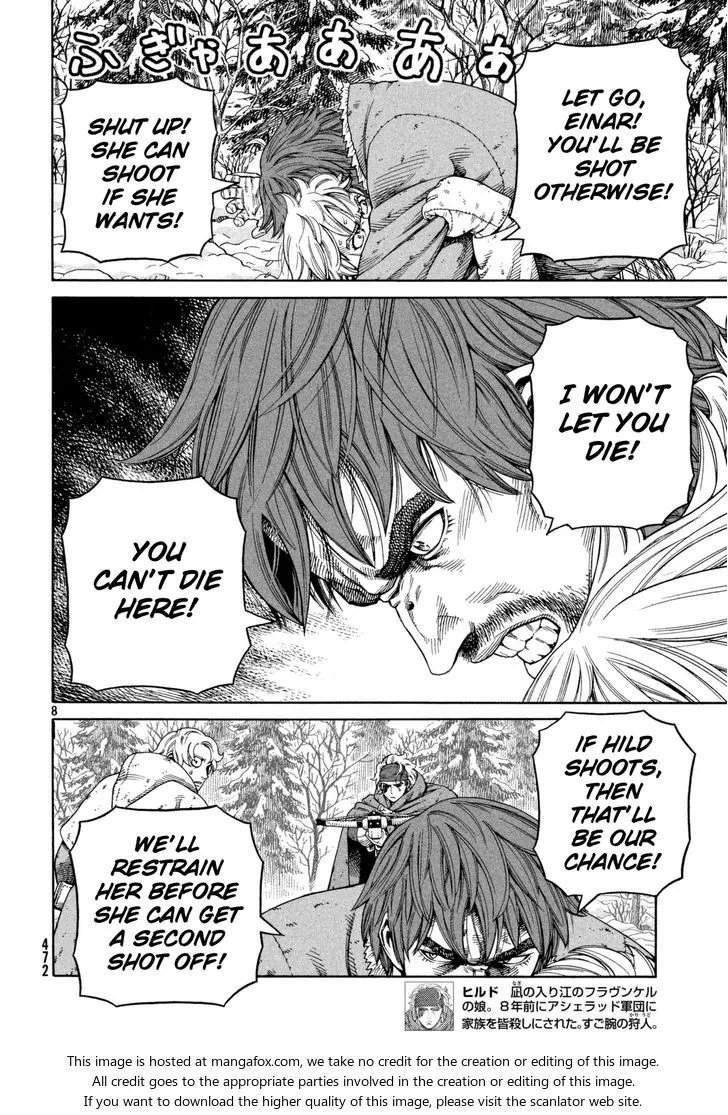 ふぎゃあぁあぁ
LET GO,
EINAR!
YOU'LL BE
SHOT
OTHERWISE!
SHUT UP!
SHE CAN
SHOOT
IF SHE
WANTS!
I WON'T
LET YOU
DIE!
YOU
CAN'T DIE
HERE!
8
IF HILD
SHOOTS,
THEN
THAT'LL
BE OUR
CHANCE!
WE'LL
RESTRAIN
HER BEFORE
SHE CAN GET
A SECOND
SHOT OFF!
472
ヒルド 凪の入り江のフラヴンケル
の娘。8年前にアシェラッド軍団に
家族を皆殺しにされた。すご腕の狩人。
This image is hosted at mangafox.com, we take no credit for the creation or editing of this image.
All credit goes to the appropriate parties involved in the creation or editing of this image.
If you want to download the higher quality of this image, please visit the scanlator web site.